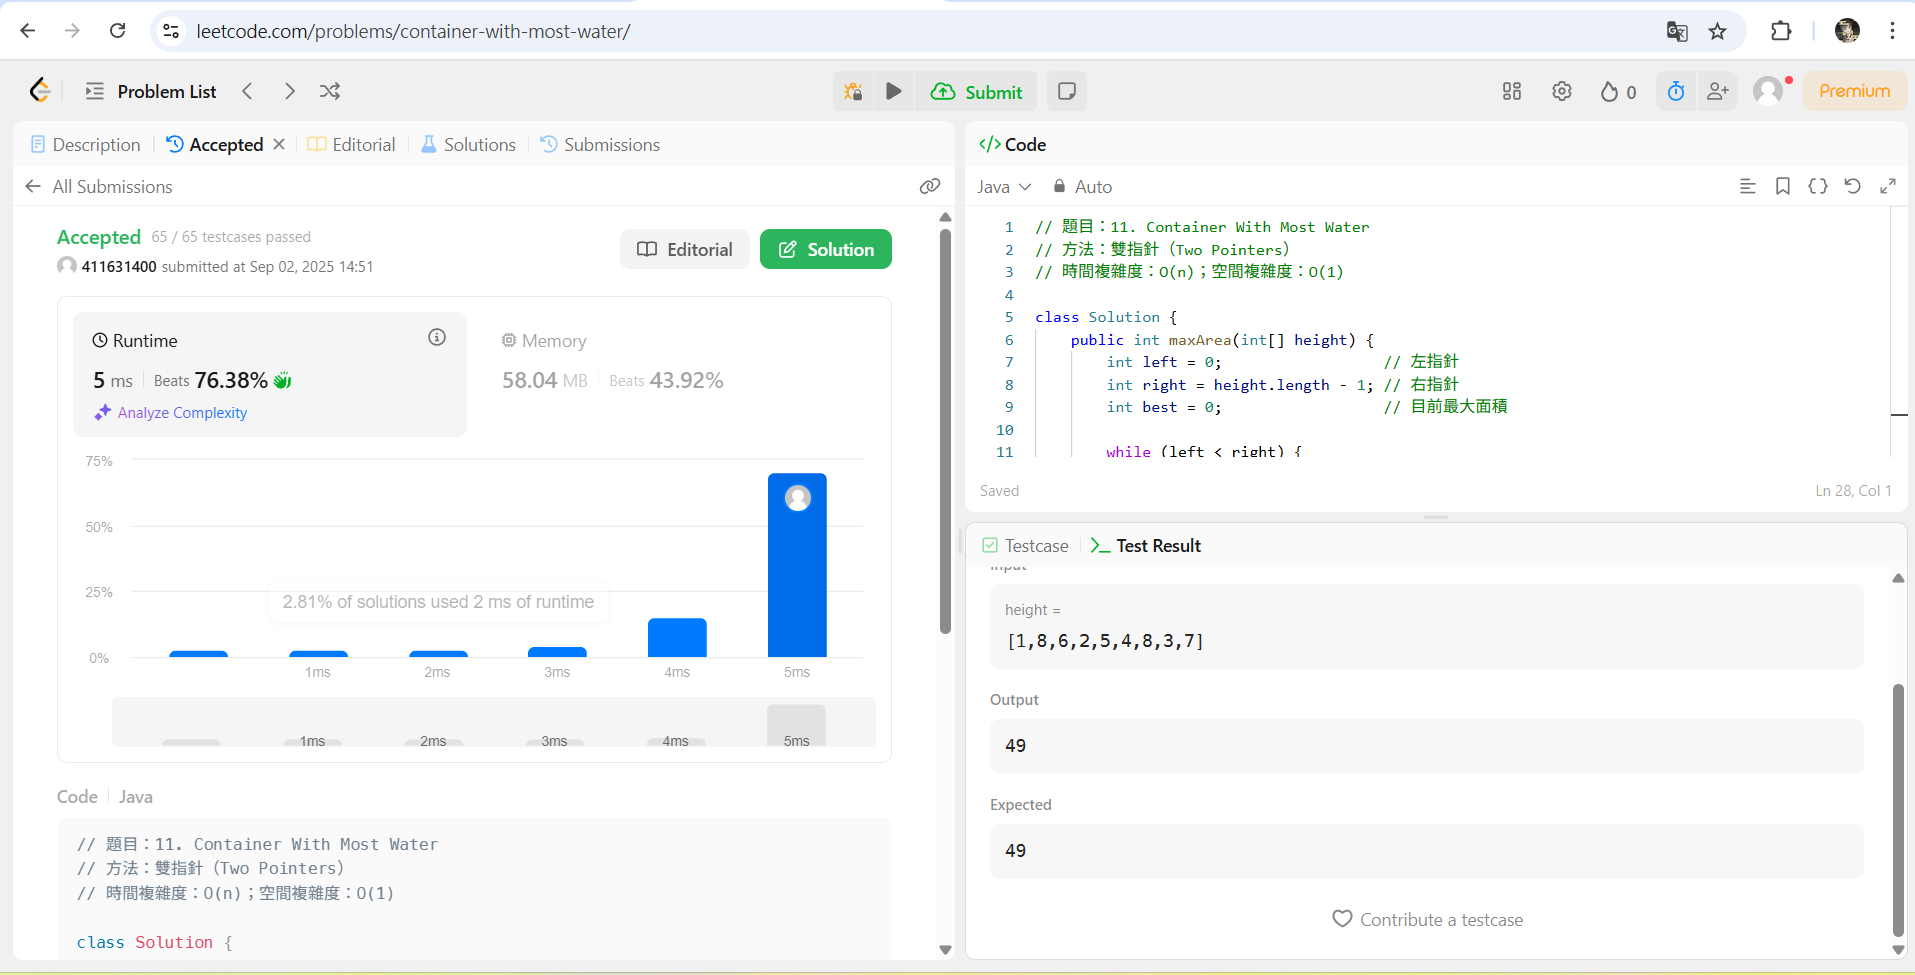 leetcode.com/problems/container-with-most-water/
Problem List
Submit
0
Premium
Description
Accepted
Editorial
Solutions
Submissions
All Submissions
Accepted 65 / 65 testcases passed
411631400 submitted at Sep 02, 2025 14:51
Editorial
Solution
Runtime
5 ms Beats 76.38%
Analyze Complexity
Memory
58.04 MB Beats 43.92%
75%
50%
25%
0%
2.81% of solutions used 2 ms of runtime
1ms 2ms 3ms 4ms 5ms
1ms 2ms 3ms 4ms 5ms
Code Java
// 題目：11. Container With Most Water
// 方法：雙指針（Two Pointers）
// 時間複雜度：O(n)；空間複雜度：O(1)
class Solution {
</> Code
Java Auto
1 // 題目：11. Container With Most Water
2 // 方法：雙指針（Two Pointers）
3 // 時間複雜度：O(n)；空間複雜度：O(1)
4
5 class Solution {
6 public int maxArea(int[] height) {
7 int left = 0; // 左指針
8 int right = height.length - 1; // 右指針
9 int best = 0; // 目前最大面積
10
11 while (left < right) {
Saved
Ln 28, Col 1
Testcase
Test Result
Input
height =
[1,8,6,2,5,4,8,3,7]
Output
49
Expected
49
Contribute a testcase